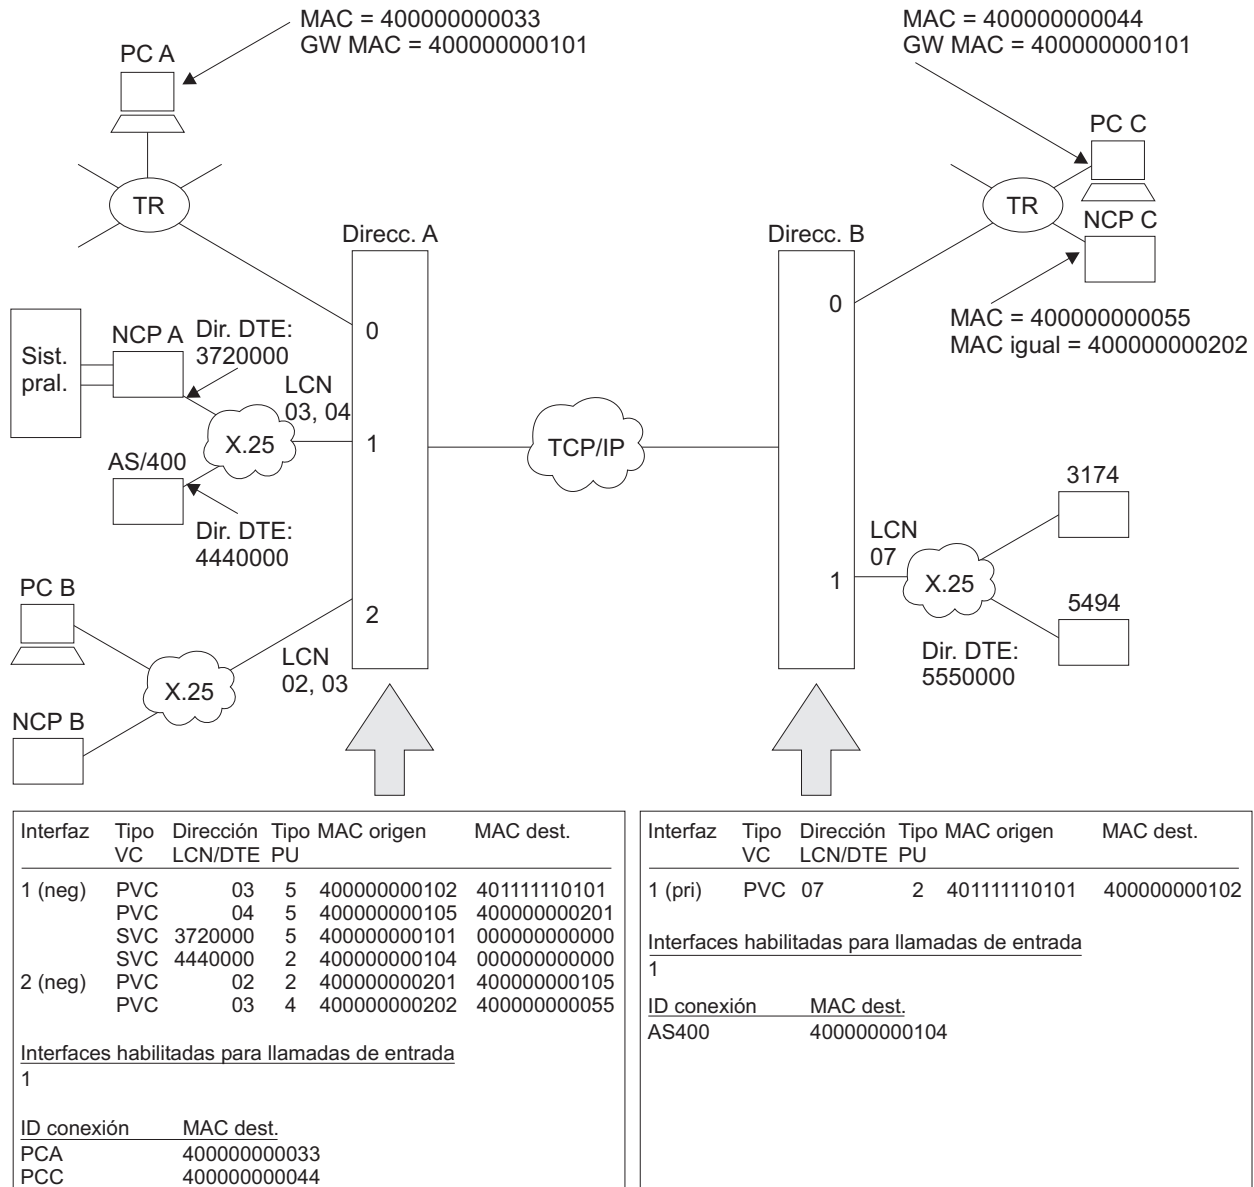 MAC = 400000000033
GW MAC = 400000000101
MAC = 400000000044
GW MAC = 400000000101
PC A
PC C
TR
TR
NCP C
Direcc. A
Direcc. B
0
0
MAC = 400000000055
MAC igual = 400000000202
Sist.
pral.
NCP A
Dir. DTE:
3720000
LCN
03, 04
X.25
1
TCP/IP
AS/400
Dir. DTE:
4440000
3174
LCN
07
X.25
1
5494
Dir. DTE:
5550000
PC B
2
LCN
02, 03
X.25
NCP B
Interfaz Tipo Dirección Tipo MAC origen MAC dest.
VC LCN/DTE PU
1 (neg) PVC 03 5 400000000102 401111110101
PVC 04 5 400000000105 400000000201
SVC 3720000 5 400000000101 000000000000
SVC 4440000 2 400000000104 000000000000
2 (neg) PVC 02 2 400000000201 400000000105
PVC 03 4 400000000202 400000000055
Interfaces habilitadas para llamadas de entrada
1
ID conexión MAC dest.
PCA 400000000033
PCC 400000000044
Interfaz Tipo Dirección Tipo MAC origen MAC dest.
VC LCN/DTE PU
1 (pri) PVC 07 2 401111110101 400000000102
Interfaces habilitadas para llamadas de entrada
1
ID conexión MAC dest.
AS400 400000000104